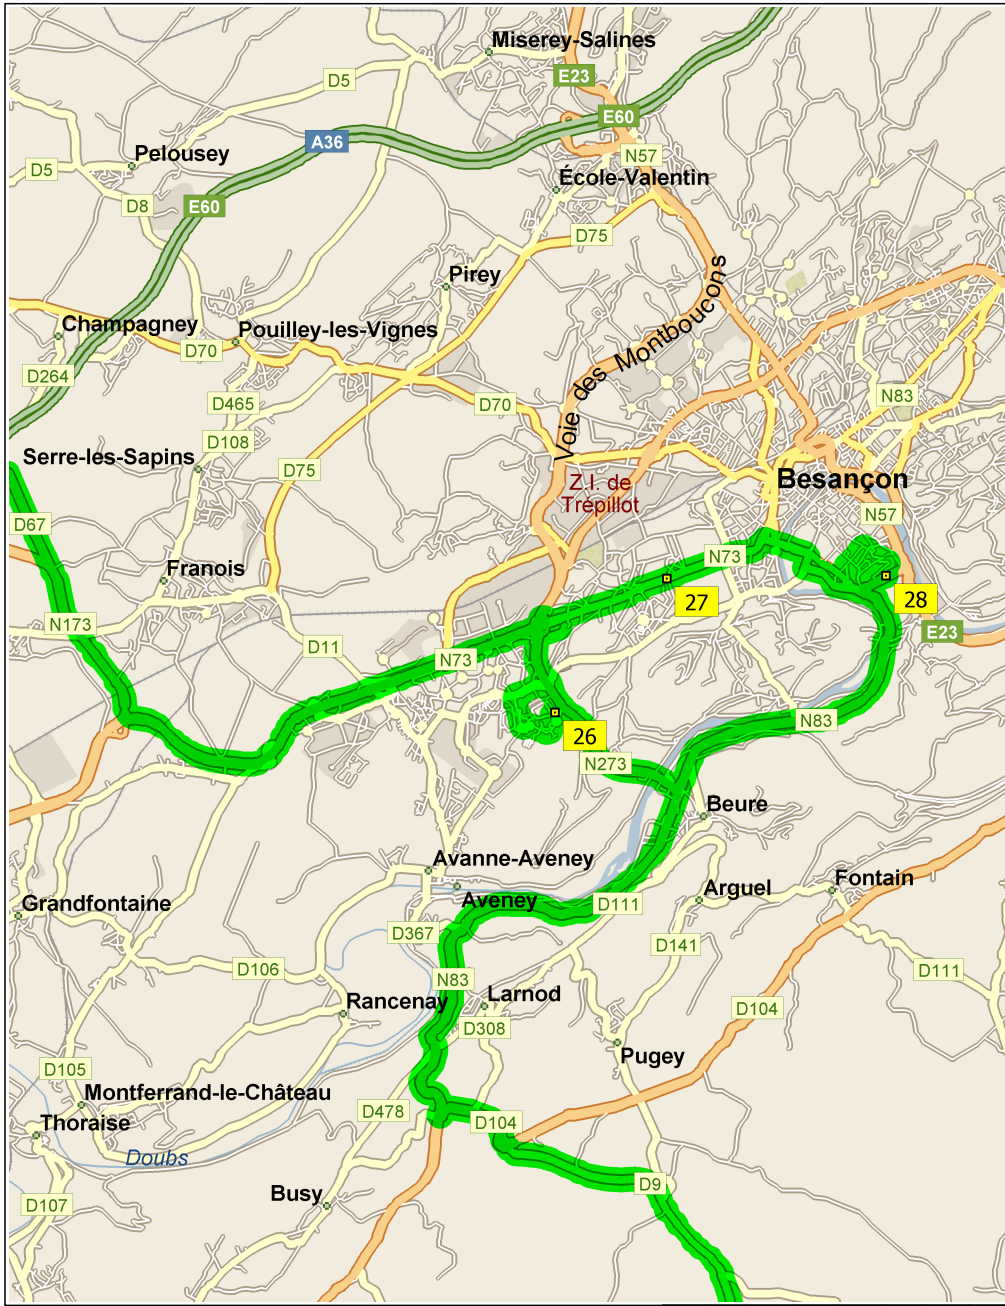 Miserey-Salines
E23
D5
E60
A36
N57
Pelousey
D5
École-Valentin
D8
E60
D75
Pirey
Voie des Montboucons
Champagney
Pouilley-les-Vignes
D70
D264
N83
D465
D70
D108
Serre-les-Sapins
D75
Besançon
Z.I. de
Trépillot
N57
D67
N73
Franois
27
28
N173
E23
D11
N73
N83
26
N273
Beure
Avanne-Aveney
Fontain
Arguel
Aveney
Grandfontaine
D111
D367
D141
D106
D111
N83
Larnod
Rancenay
D104
D308
Pugey
D105
Montferrand-le-Château
D478
Thoraise
D104
Doubs
D9
Busy
D107